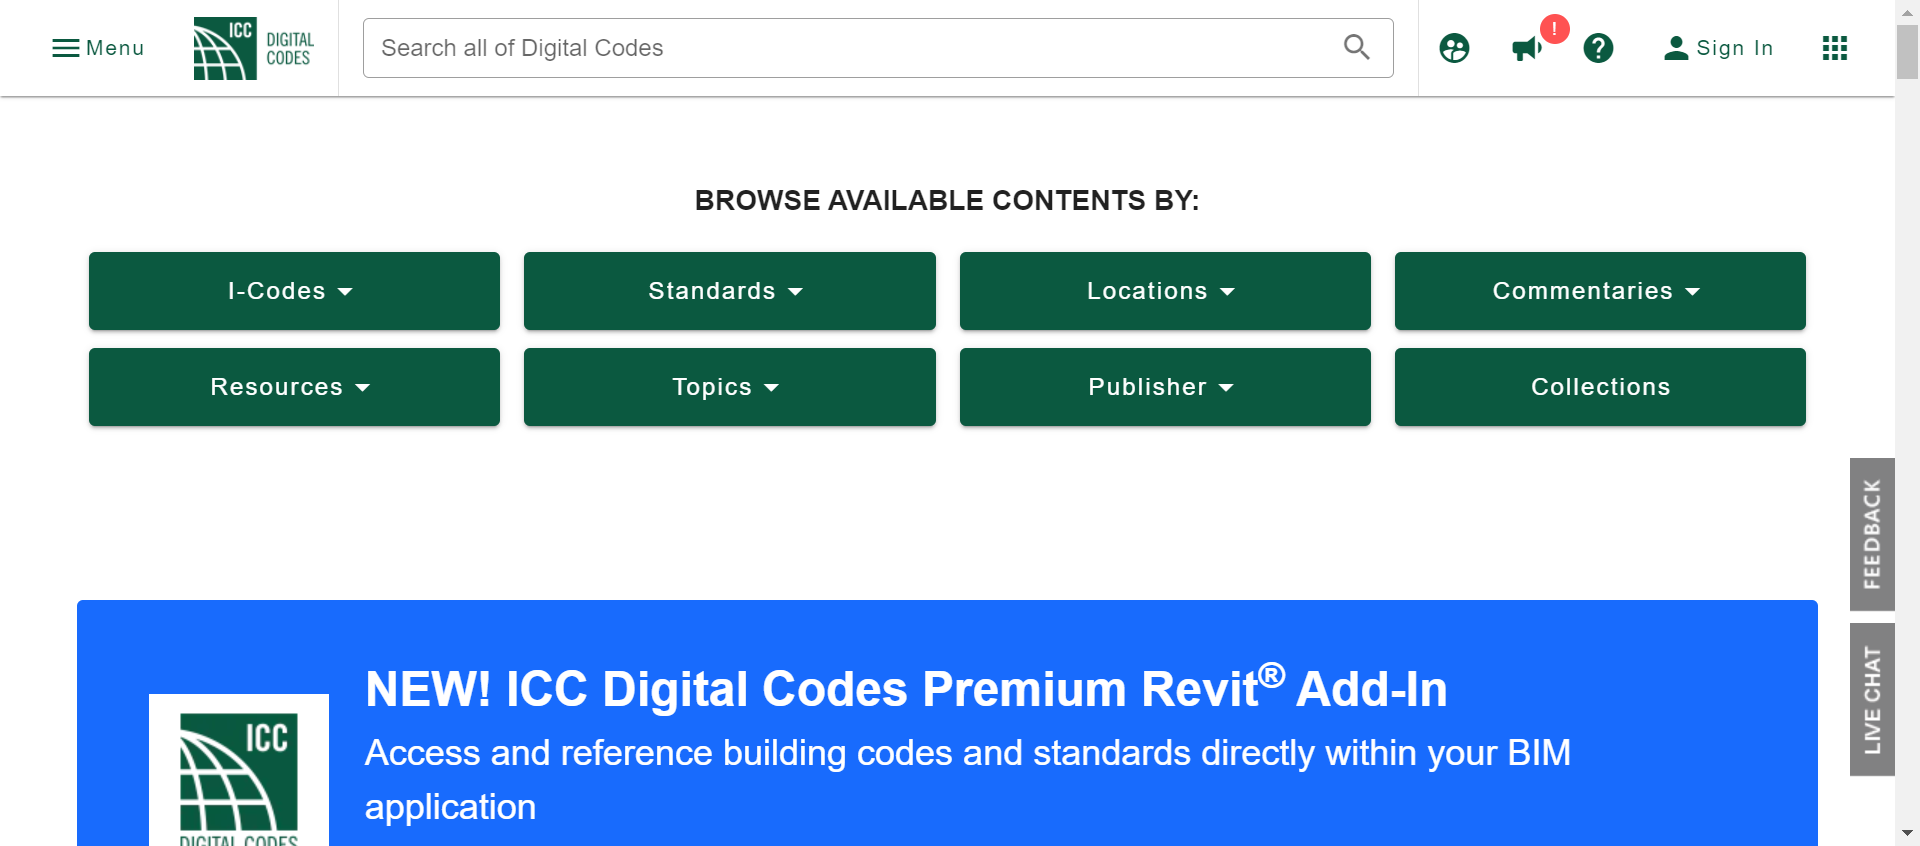 Menu
ICC
DIGITAL
CODES
Search all of Digital Codes
!
?
Sign In
BROWSE AVAILABLE CONTENTS BY:
I-Codes
Standards
Locations
Commentaries
Resources
Topics
Publisher
Collections
FEEDBACK
LIVE CHAT
NEW! ICC Digital Codes Premium Revit® Add-In
Access and reference building codes and standards directly within your BIM
application
ICC
DIGITAL CODES